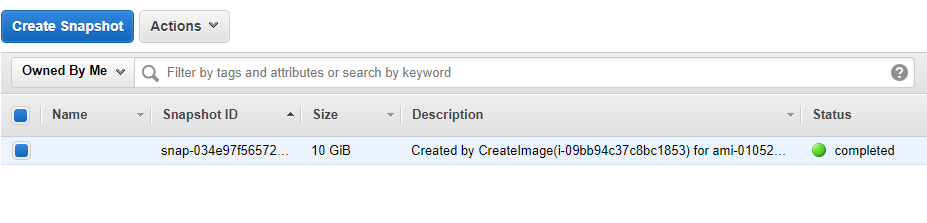 Create Snapshot Actions
Owned By Me Filter by tags and attributes or search by keyword ?
Name Snapshot ID Size Description Status
snap-034e97f56572... 10 GiB Created by CreateImage(i-09bb94c37c8bc1853) for ami-01052... completed